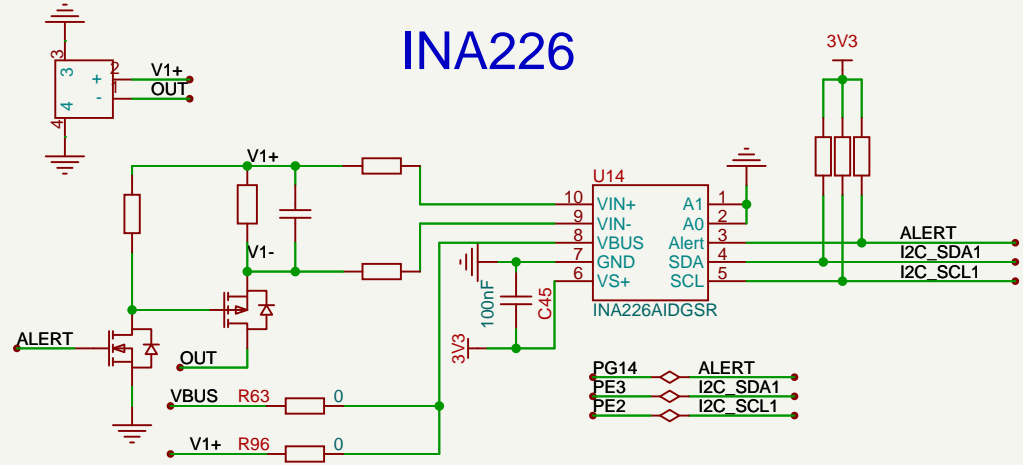 INA226
3V3
3
2
3
+
V1+
1
4
-
OUT
4
V1+
U14
10
VIN+
A1
1
9
VIN-
A0
2
8
VBUS
Alert
3
ALERT
7
GND
SDA
4
I2C_SDA1
6
VS+
SCL
5
I2C_SCL1
INA226AIDGSR
V1-
100nF
C45
3V3
ALERT
OUT
VBUS
R63
0
V1+
R96
0
PG14
ALERT
PE3
I2C_SDA1
PE2
I2C_SCL1